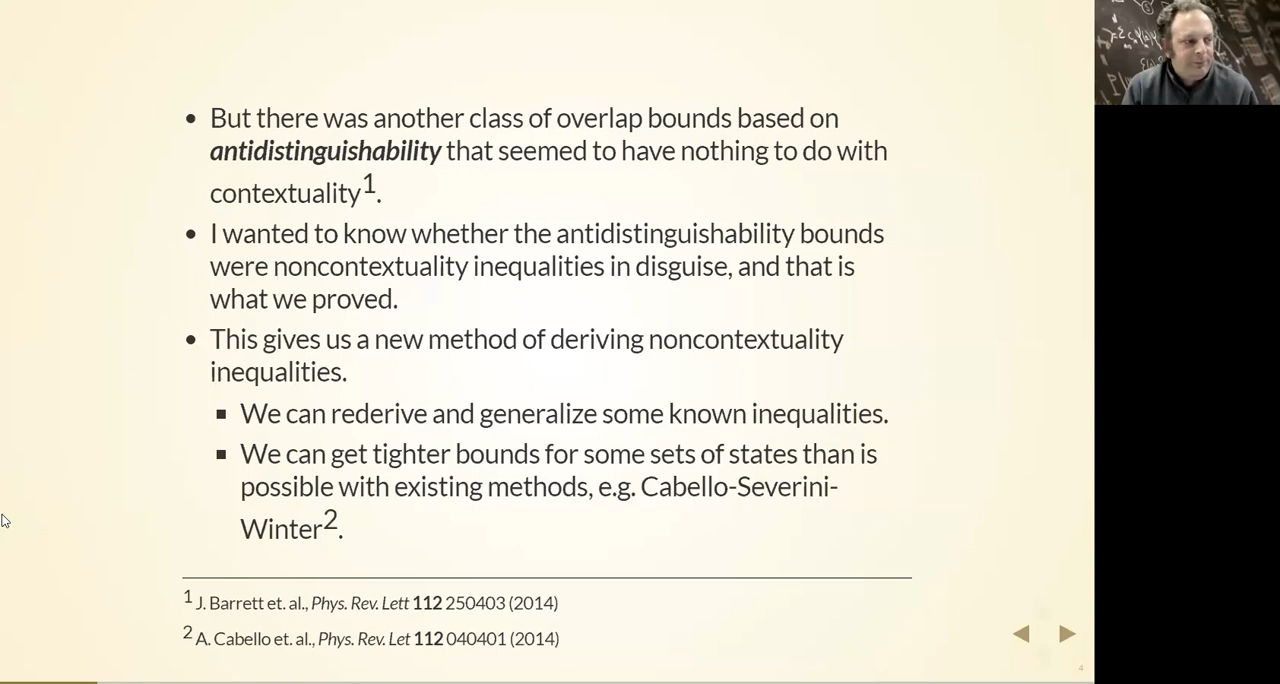 • But there was another class of overlap bounds based on
antidistinguishability that seemed to have nothing to do with
contextuality1.
• I wanted to know whether the antidistinguishability bounds
were noncontextuality inequalities in disguise, and that is
what we proved.
• This gives us a new method of deriving noncontextuality
inequalities.
▪ We can rederive and generalize some known inequalities.
▪ We can get tighter bounds for some sets of states than is
possible with existing methods, e.g. Cabello-Severini-
Winter2.
1 J. Barrett et. al., Phys. Rev. Lett 112 250403 (2014)
2 A. Cabello et. al., Phys. Rev. Let 112 040401 (2014)
4